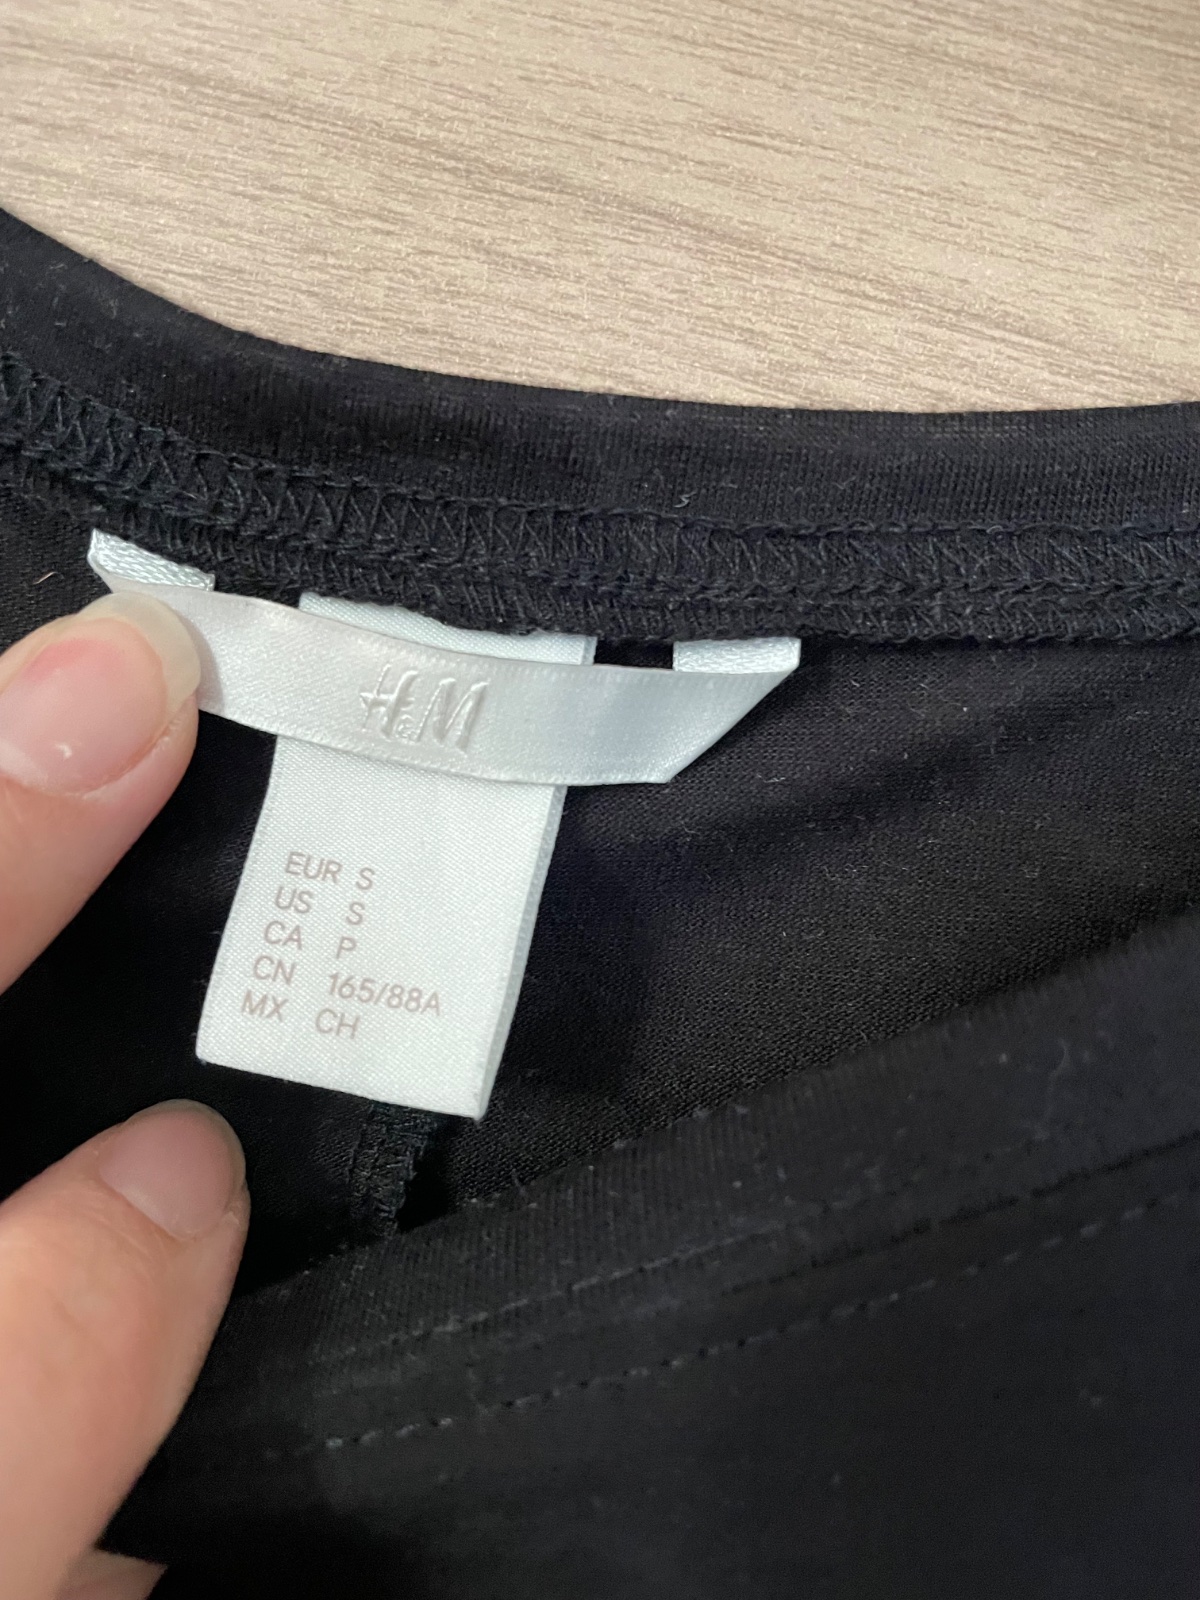 H&M
EUR S
US S
CA P
CN 165/88A
MX CH